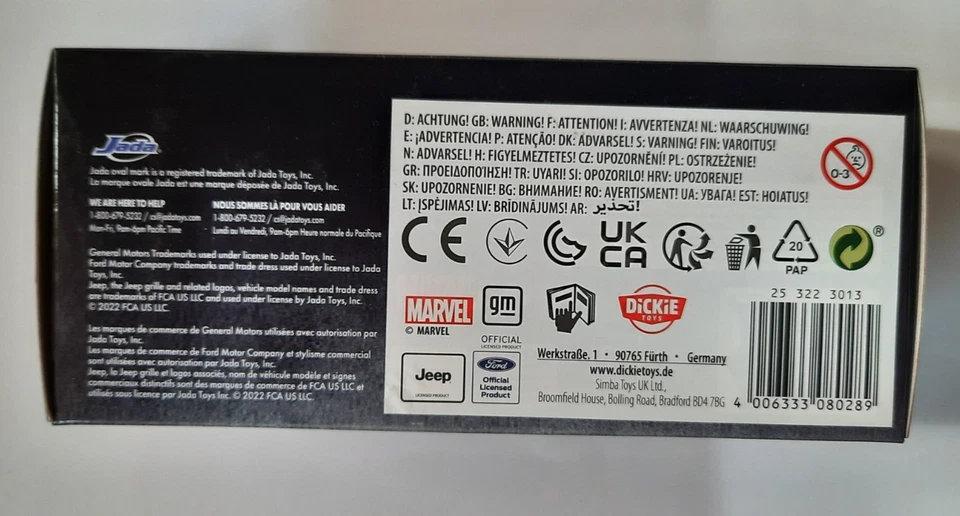 Jada
Jada oval mark is a registered trademark of Jada Toys, Inc.
La marque ovale Jada est une marque déposée de Jada Toys, Inc.
WE ARE HERE TO HELP
1-800-679-5232 / cs@jadatoys.com
Mon-Fri, 9am-6pm Pacific Time
NOUS SOMMES LÀ POUR VOUS AIDER
1-800-679-5232 / cs@jadatoys.com
Lundi au Vendredi, 9am-6pm Heure normale du Pacifique
General Motors Trademarks used under license to Jada Toys, Inc.
Ford Motor Company trademarks and trade dress used under license to Jada
Toys, Inc.
Jeep, the Jeep grille and related logos, vehicle model names and trade dress
are trademarks of FCA US LLC and used under license by Jada Toys, Inc.
© 2022 FCA US LLC.
Les marques de commerce de General Motors utilisées avec autorisation par
Jada Toys, Inc.
Les marques de commerce de Ford Motor Company et stylisme commercial
sont utilisées avec autorisation par Jada Toys, Inc.
Jeep, la Jeep grille et logos associés, nom de véhicule modèle et signes
commerciaux distinctifs sont des marques de commerce de FCA US LLC et
utilisés sous licence par Jada Toys Inc. © 2022 FCA US LLC.
D: ACHTUNG! GB: WARNING! F: ATTENTION! I: AVVERTENZA! NL: WAARSCHUWING!
E: ¡ADVERTENCIA! P: ATENÇÃO! DK: ADVARSEL! S: VARNING! FIN: VAROITUS!
N: ADVARSEL! H: FIGYELMEZTETES! CZ: UPOZORNĚNÍ! PL: OSTRZEŻENIE!
GR: ΠΡΟΕΙΔΟΠΟΊΗΣΗ! TR: UYARI! SI: OPOZORILO! HRV: UPOZORENJE!
SK: UPOZORNENIE! BG: ВНИМАНИЕ! RO: AVERTISMENT! UA: УВАГА! EST: HOIATUS!
LT: ĮSPĖJIMAS! LV: BRĪDINĀJUMS! AR: تحذير!
0-3
CE
UK
CA
20
PAP
®
MARVEL
© MARVEL
gm
OFFICIAL
LICENSED PRODUCT
DICKIE
TOYS
Jeep
LICENSED PRODUCT
Ford
Official
Licensed
Product
Werkstraße. 1 • 90765 Fürth • Germany
www.dickietoys.de
Simba Toys UK Ltd.,
Broomfield House, Bolling Road, Bradford BD4 7BG
25 322 3013
4 006333 080289